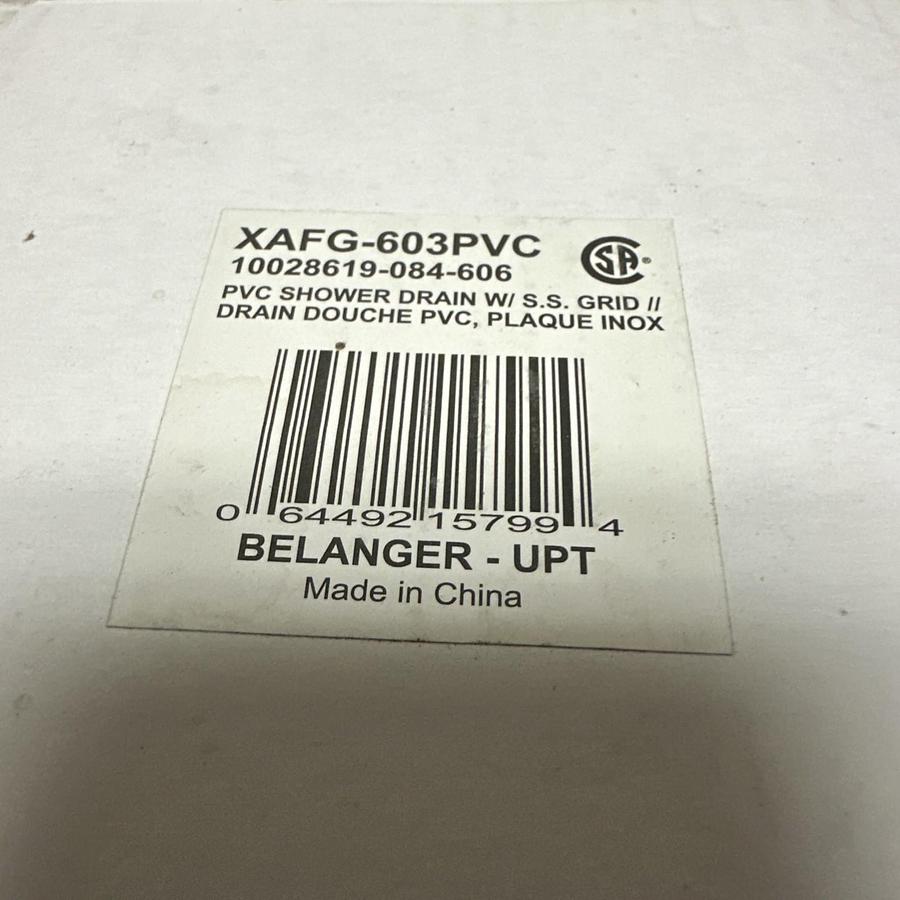 XAFG-603PVC
10028619-084-606
CSA®
PVC SHOWER DRAIN W/ S.S. GRID //
DRAIN DOUCHE PVC, PLAQUE INOX
0 64492 15799 4
BELANGER - UPT
Made in China